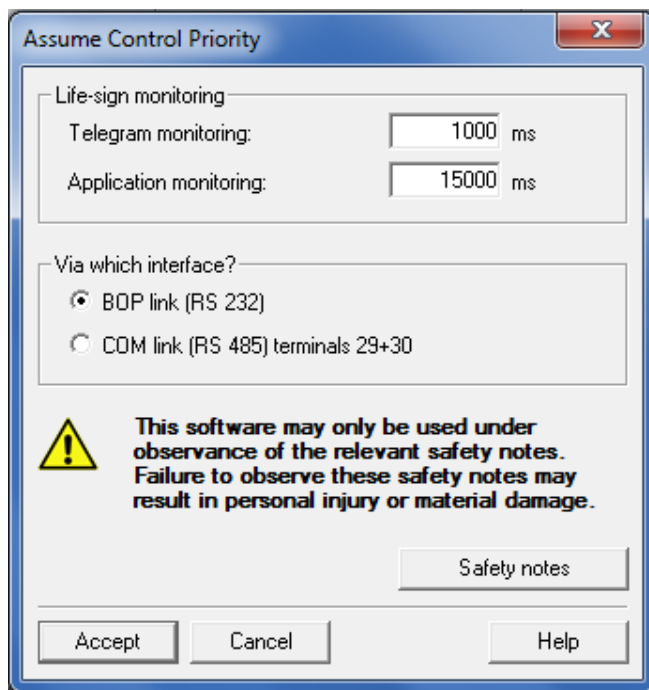 Assume Control Priority
Life-sign monitoring
Telegram monitoring: 1000 ms
Application monitoring: 15000 ms
Via which interface?
BOP link (RS 232)
COM link (RS 485) terminals 29+30
This software may only be used under
observance of the relevant safety notes.
Failure to observe these safety notes may
result in personal injury or material damage.
Safety notes
Accept Cancel Help